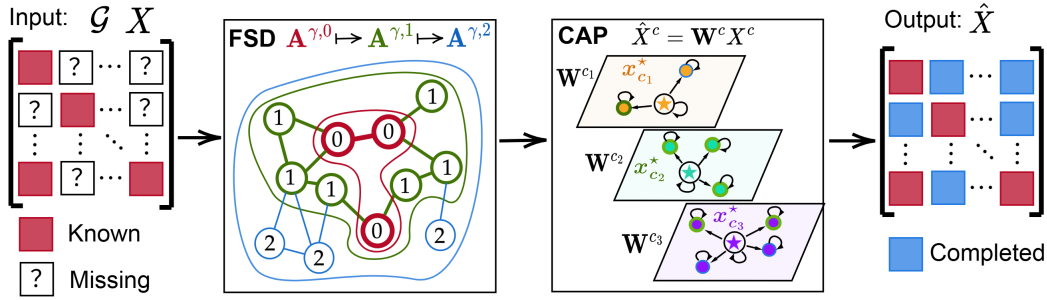 Input: 𝒢 X
? ⋯ ?
? ⋯ ?
⋮ ⋮ ⋱ ⋮
? ⋯
Known
? Missing
FSD A^{γ,0} ↦ A^{γ,1} ↦ A^{γ,2}
1
1
0 0
1
1 1 1
0
2 2 2
CAP X̂^c = W^c X^c
W^{c_1} x^⋆_{c_1}
W^{c_2} x^⋆_{c_2}
W^{c_3} x^⋆_{c_3}
Output: X̂
⋯
⋯
⋮ ⋮ ⋱ ⋮
⋯
Completed